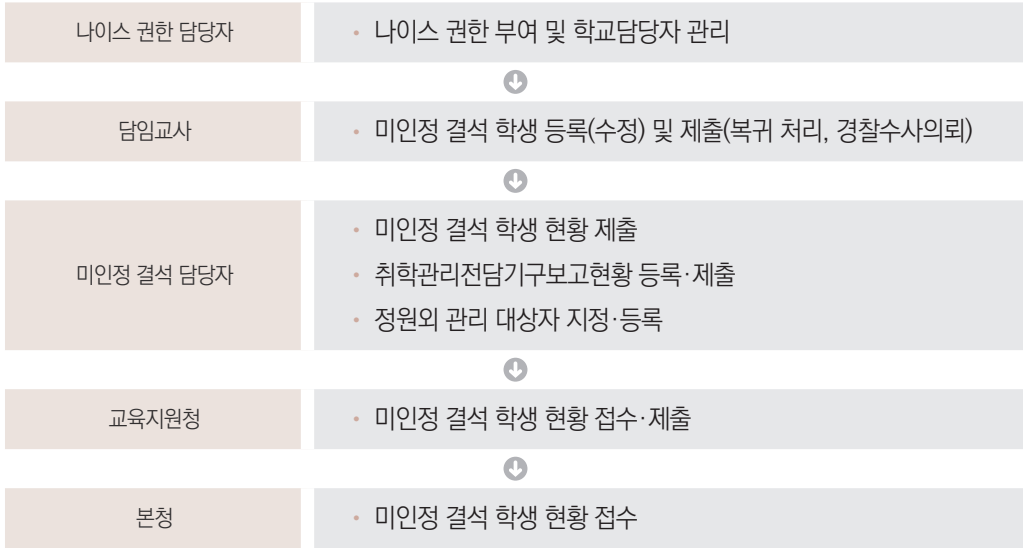 나이스 권한 담당자
• 나이스 권한 부여 및 학교담당자 관리
담임교사
• 미인정 결석 학생 등록(수정) 및 제출(복귀 처리, 경찰수사의뢰)
미인정 결석 담당자
• 미인정 결석 학생 현황 제출
• 취학관리전담기구보고현황 등록·제출
• 정원외 관리 대상자 지정·등록
교육지원청
• 미인정 결석 학생 현황 접수·제출
본청
• 미인정 결석 학생 현황 접수